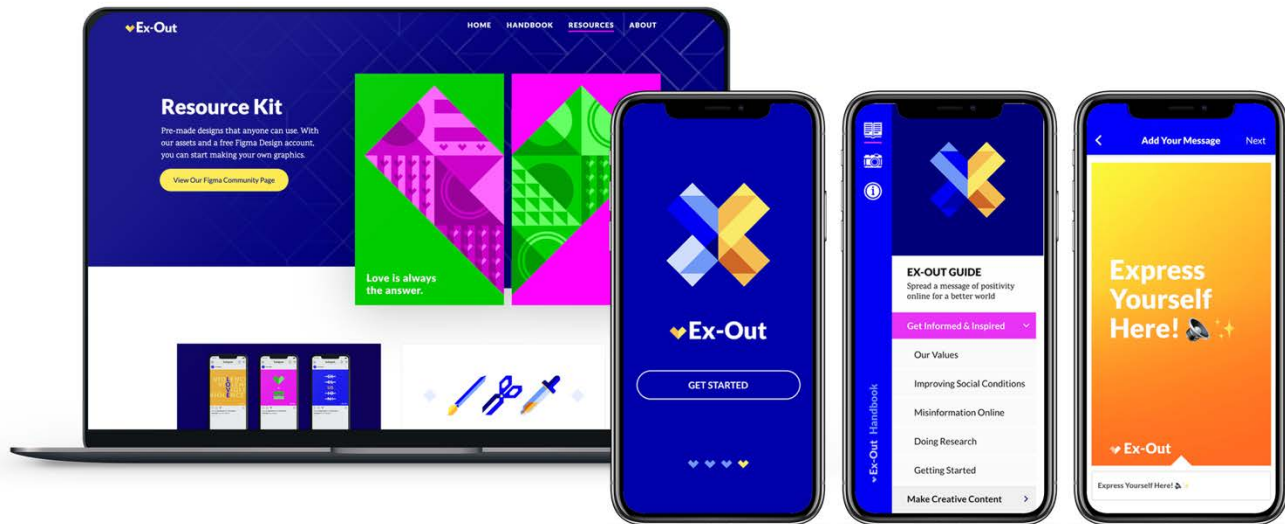 Ex-Out
HOME HANDBOOK RESOURCES ABOUT
Resource Kit
Pre-made designs that anyone can use. With
our assets and a free Figma Design account,
you can start making your own graphics.
View Our Figma Community Page
Love is always
the answer.
Ex-Out
GET STARTED
EX-OUT GUIDE
Spread a message of positivity
online for a better world
Get Informed & Inspired
Our Values
Improving Social Conditions
Misinformation Online
Doing Research
Getting Started
Make Creative Content
Ex-Out Handbook
Add Your Message Next
Express
Yourself
Here! 🔊✨
Ex-Out
Express Yourself Here! 🔊✨